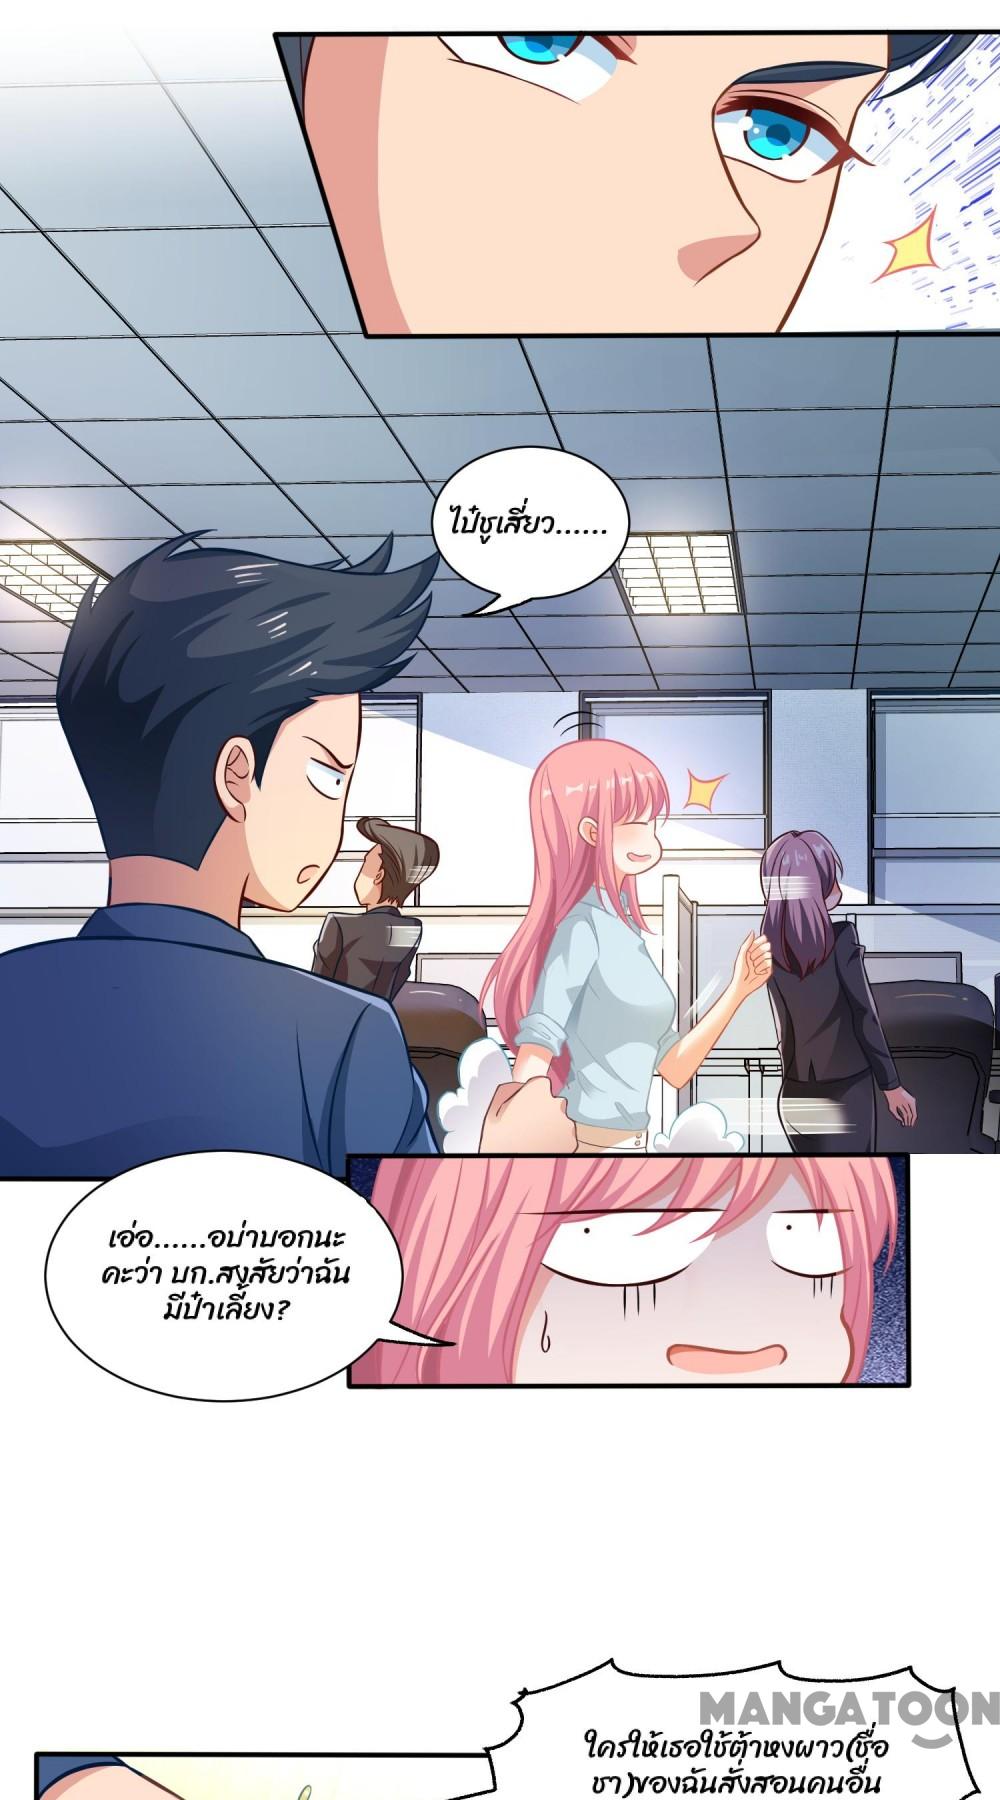 ไป๋ชูเสี่ยว......
เอ่อ......อบ่าบอกนะ
คะว่า บก.สงสัยว่าฉัน
มีป๋าเลี้ยง?
MANGATOON
ใครให้เธอใช้ต้าหงผาว(ชื่อ
ชา)ของฉันสั่งสอนคนอื่น